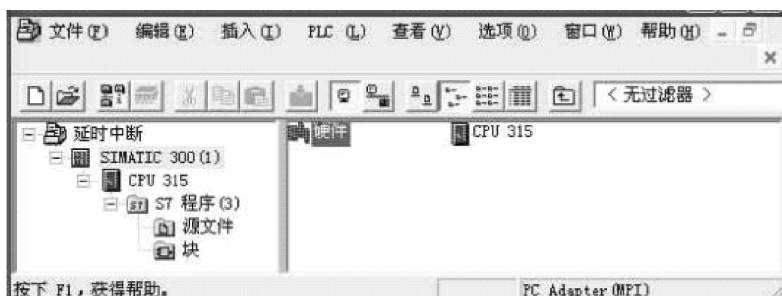 文件(F) 编辑(E) 插入(I) PLC (L) 查看(V) 选项(O) 窗口(W) 帮助(H)
< 无过滤器 >
延时中断
SIMATIC 300(1)
CPU 315
S7 程序(3)
源文件
块
硬件 CPU 315
按下 F1，获得帮助。 PC Adapter(MPI)